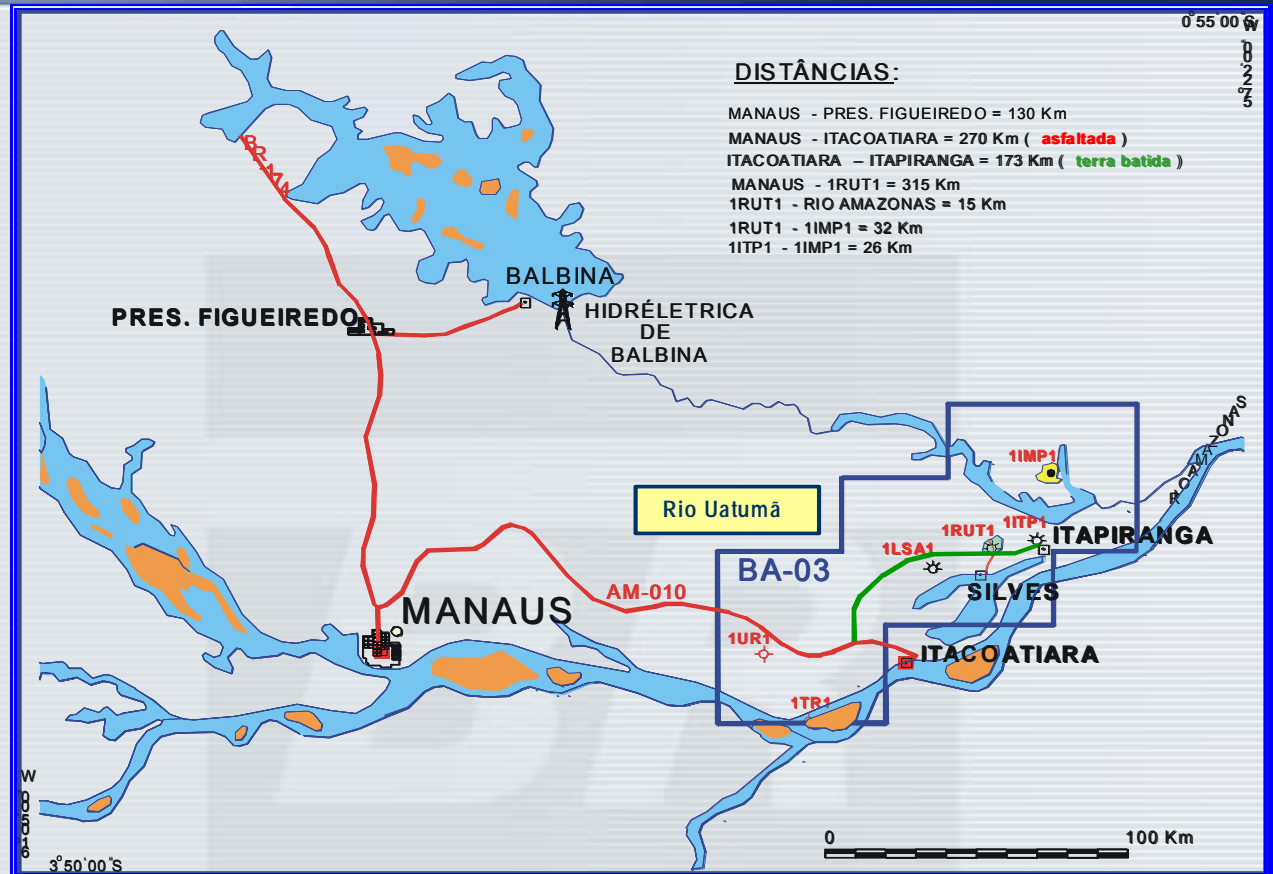 0°55'00"S
DISTÂNCIAS:
MANAUS - PRES. FIGUEIREDO = 130 Km
MANAUS - ITACOATIARA = 270 Km ( asfaltada )
ITACOATIARA – ITAPIRANGA = 173 Km ( terra batida )
MANAUS - 1RUT1 = 315 Km
1RUT1 - RIO AMAZONAS = 15 Km
1RUT1 - 1IMP1 = 32 Km
1ITP1 - 1IMP1 = 26 Km
BALBINA
HIDRÉLETRICA
DE
BALBINA
PRES. FIGUEIREDO
RIO AMAZONAS
1IMP1
Rio Uatumã
1RUT1
1ITP1
ITAPIRANGA
1LSA1
BA-03
SILVES
AM-010
MANAUS
1UR1
ITACOATIARA
1TR1
0
100 Km
3°50'00"S